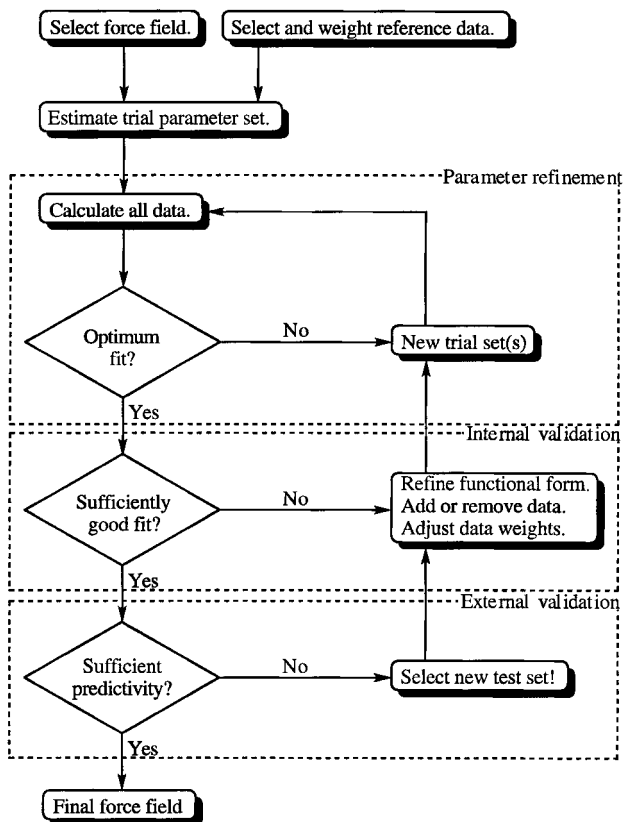 Select force field.
Select and weight reference data.
Estimate trial parameter set.
Parameter refinement
Calculate all data.
Optimum
fit?
No
New trial set(s)
Yes
Internal validation
Sufficiently
good fit?
No
Refine functional form.
Add or remove data.
Adjust data weights.
Yes
External validation
Sufficient
predictivity?
No
Select new test set!
Yes
Final force field